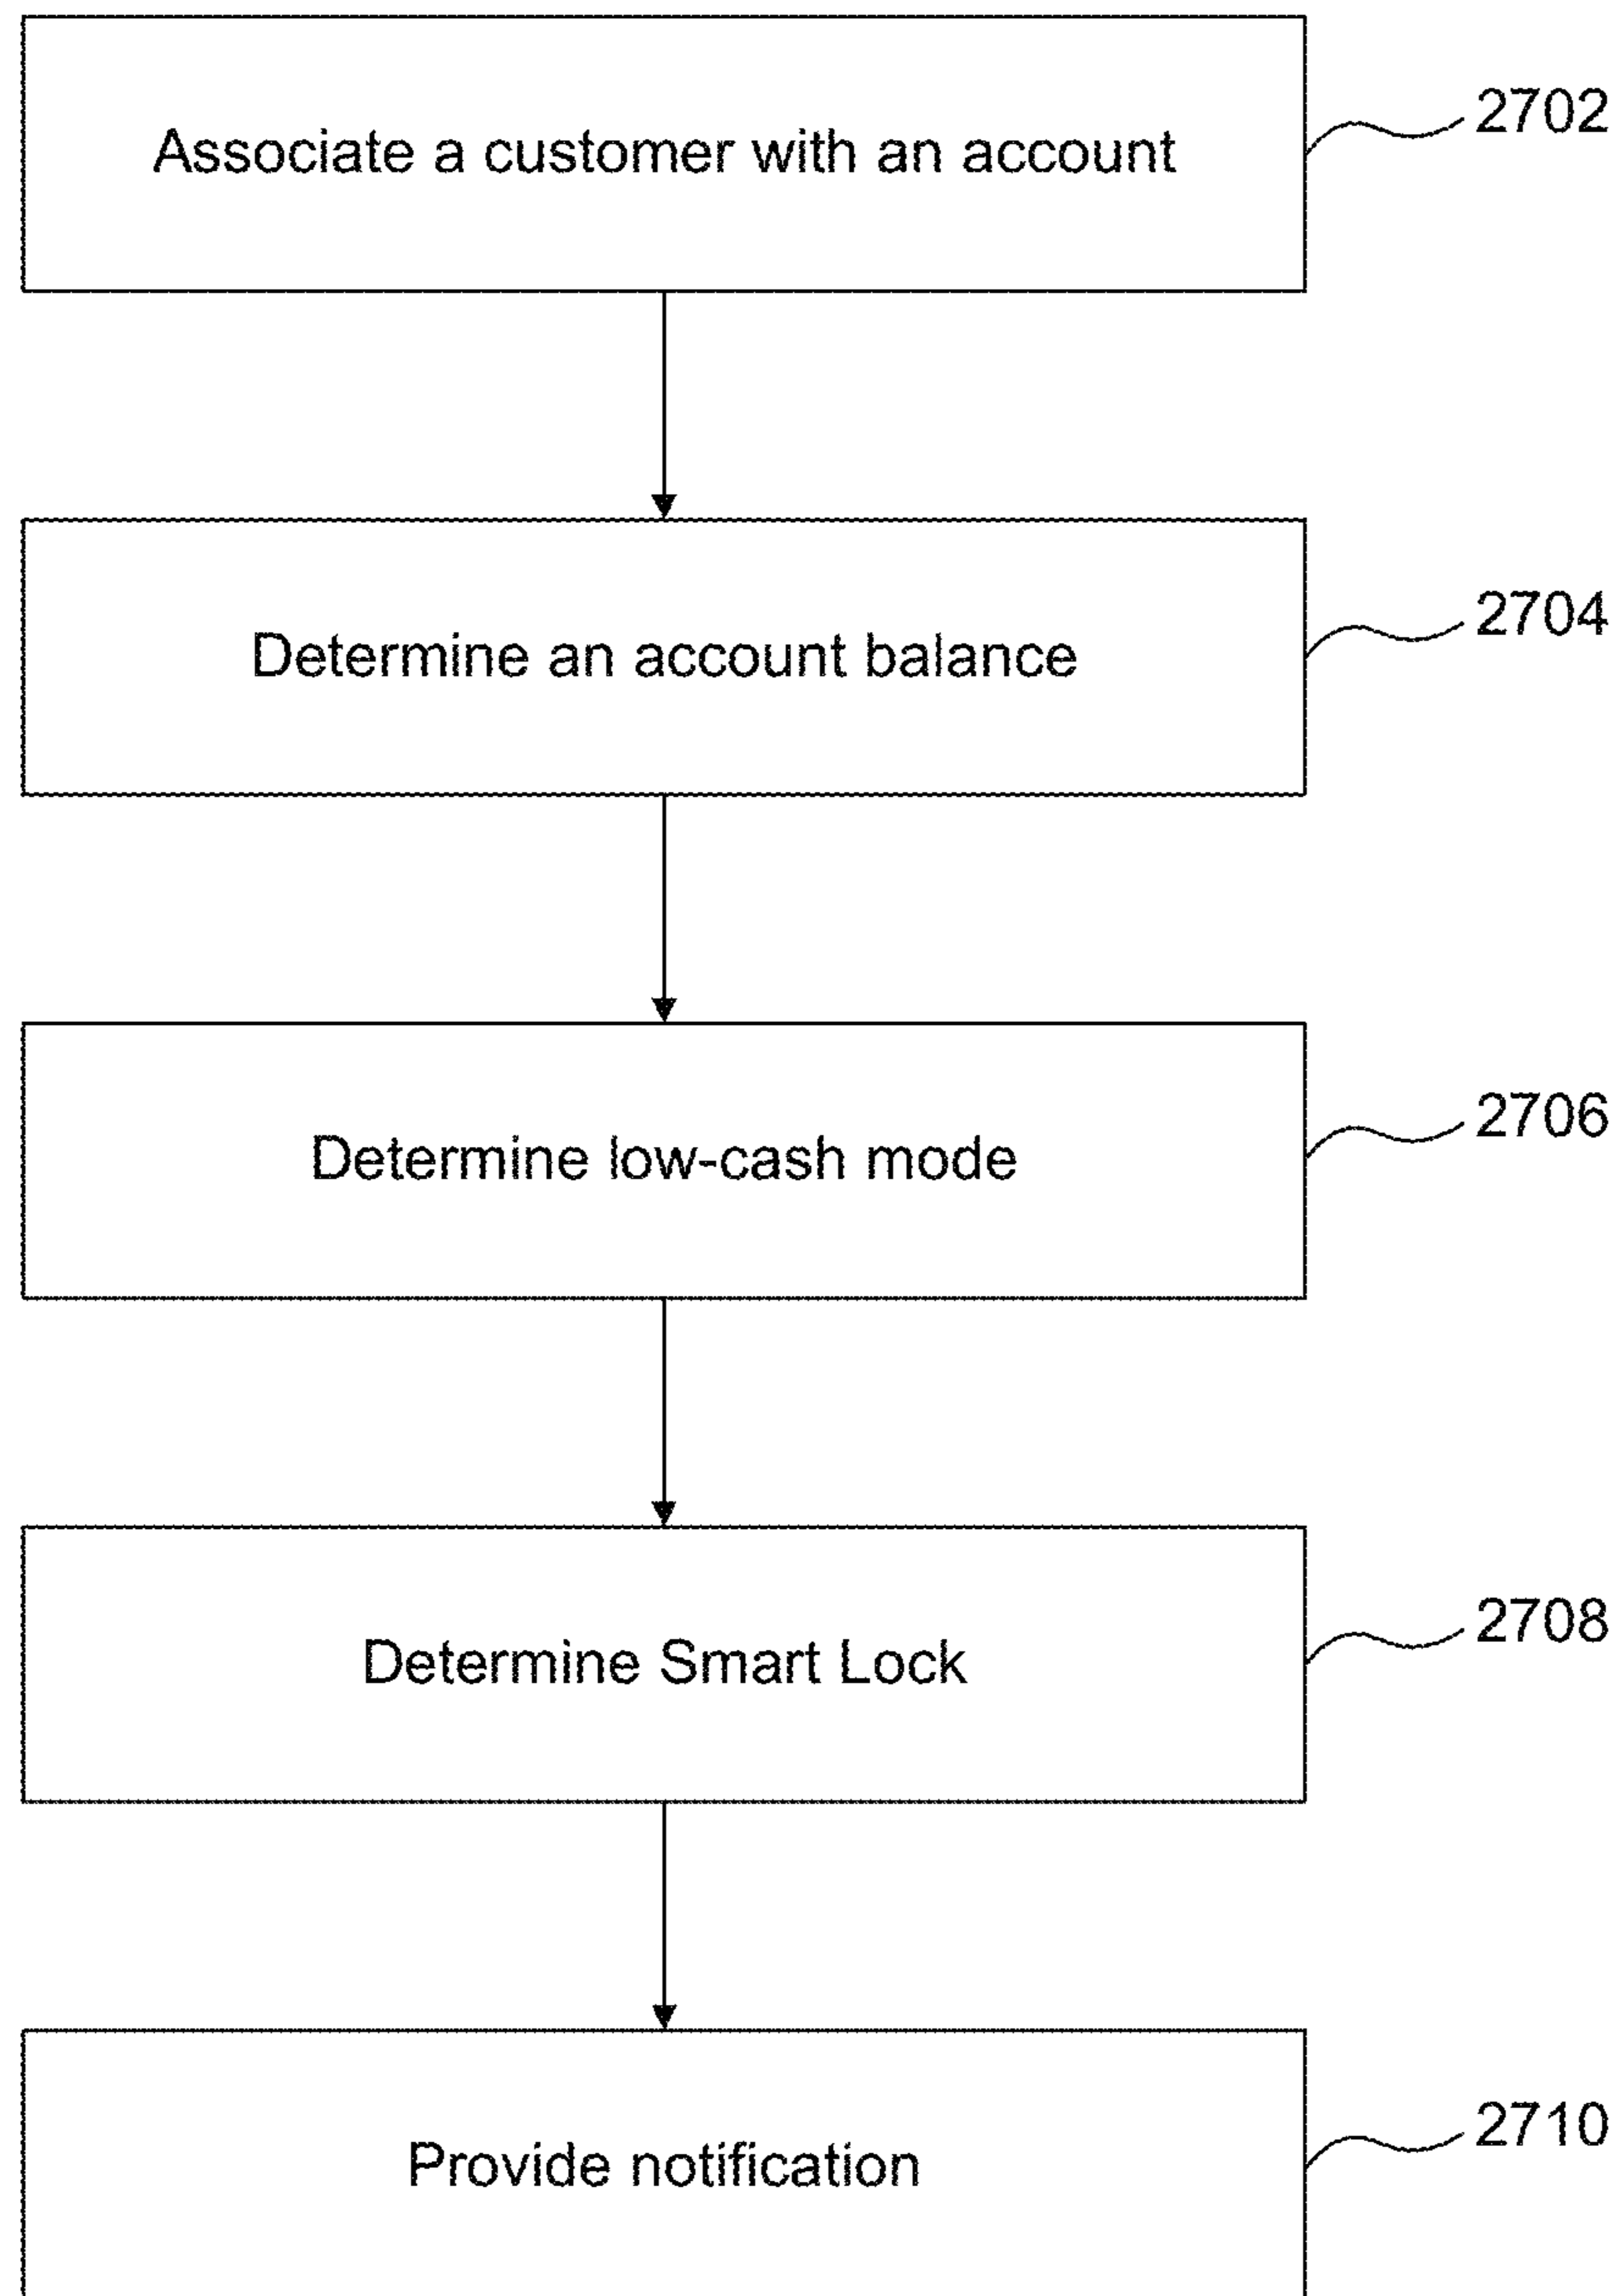 Associate a customer with an account
2702
Determine an account balance
2704
Determine low-cash mode
2706
Determine Smart Lock
2708
Provide notification
2710